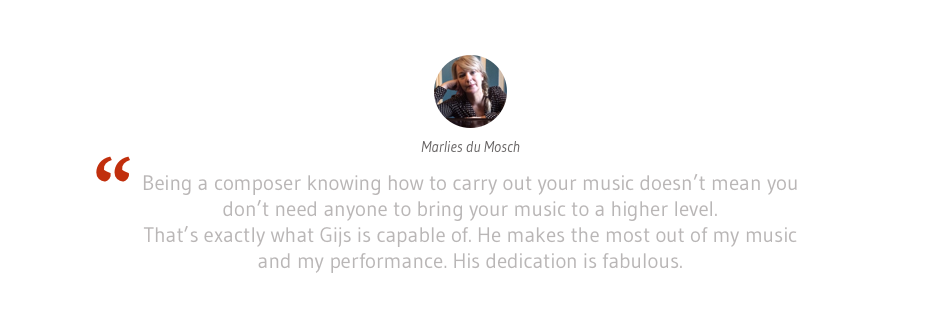 Marlies du Mosch
“ Being a composer knowing how to carry out your music doesn’t mean you
don’t need anyone to bring your music to a higher level.
That’s exactly what Gijs is capable of. He makes the most out of my music
and my performance. His dedication is fabulous.